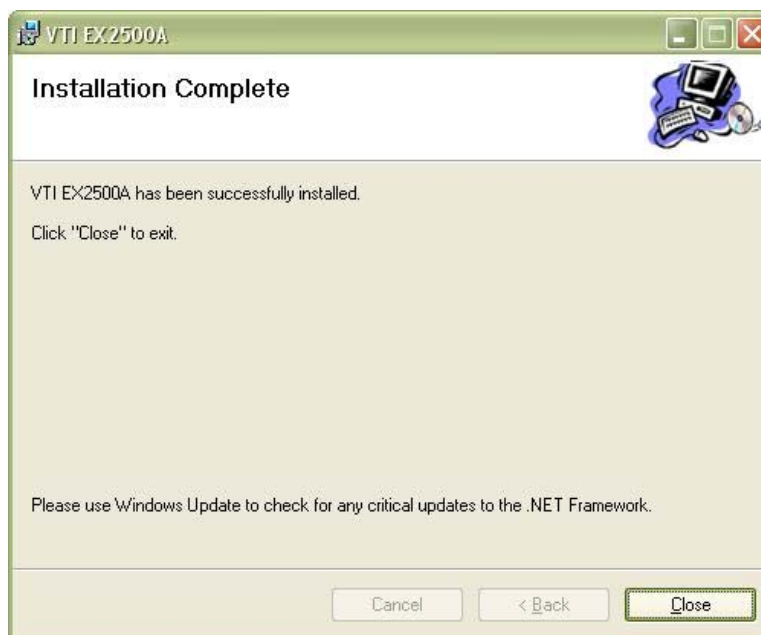 VTI EX2500A
Installation Complete
VTI EX2500A has been successfully installed.
Click "Close" to exit.
Please use Windows Update to check for any critical updates to the .NET Framework.
Cancel
< Back
Close